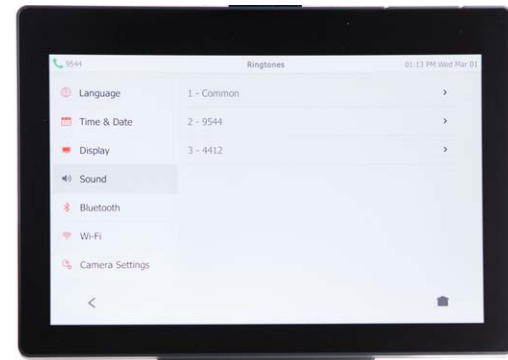 9544 Ringtones 01:13 PM Wed Mar 01
Language
1 - Common
Time & Date
2 - 9544
Display
3 - 4412
Sound
Bluetooth
Wi-Fi
Camera Settings